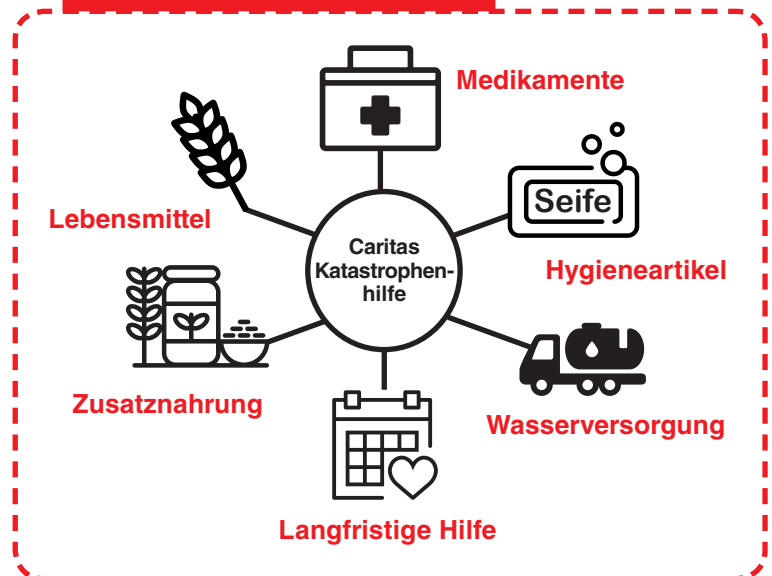 Medikamente
Seife
Lebensmittel
Caritas
Katastrophen-
hilfe
Hygieneartikel
Zusatznahrung
Wasserversorgung
Langfristige Hilfe